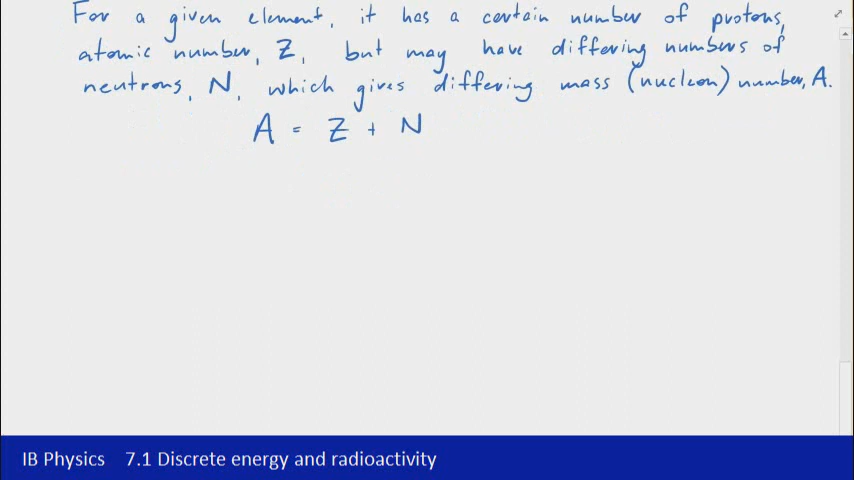 For a given element, it has a certain number of protons,
atomic number, Z, but may have differing numbers of
neutrons, N, which gives differing mass (nucleon) number, A.
A = Z + N
IB Physics 7.1 Discrete energy and radioactivity